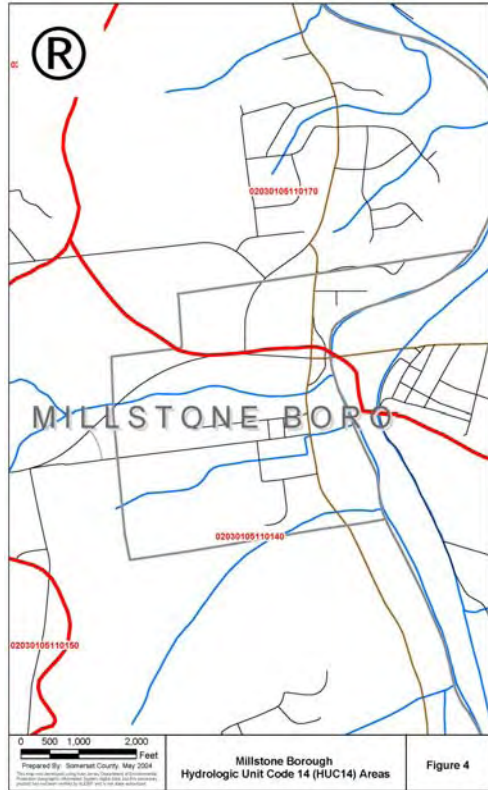 ®
02030105110170
MILLSTONE BORO
02030105110140
02030105110150
0 500 1,000 2,000
Feet
Prepared By: Somerset County, May 2004
Millstone Borough
Hydrologic Unit Code 14 (HUC14) Areas
Figure 4